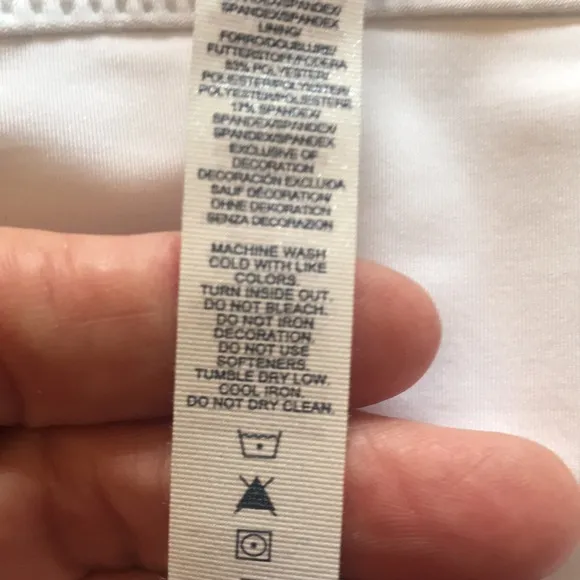 SPANDEX/SPANDEX/
SPANDEX/SPANDEX
LINING/
FORRO/DOUBLURE/
FUTTERSTOFF/FODERA
83% POLYESTER/
POLIESTER/POLYESTER/
POLYESTER/POLIESTERE
17% SPANDEX/
SPANDEX/SPANDEX/
SPANDEX/SPANDEX
EXCLUSIVE OF
DECORATION
DECORACIÓN EXCLUIDA
SAUF DÉCORATION/
OHNE DEKORATION
SENZA DECORAZION
MACHINE WASH
COLD WITH LIKE
COLORS.
TURN INSIDE OUT.
DO NOT BLEACH.
DO NOT IRON
DECORATION.
DO NOT USE
SOFTENERS.
TUMBLE DRY LOW.
COOL IRON.
DO NOT DRY CLEAN.